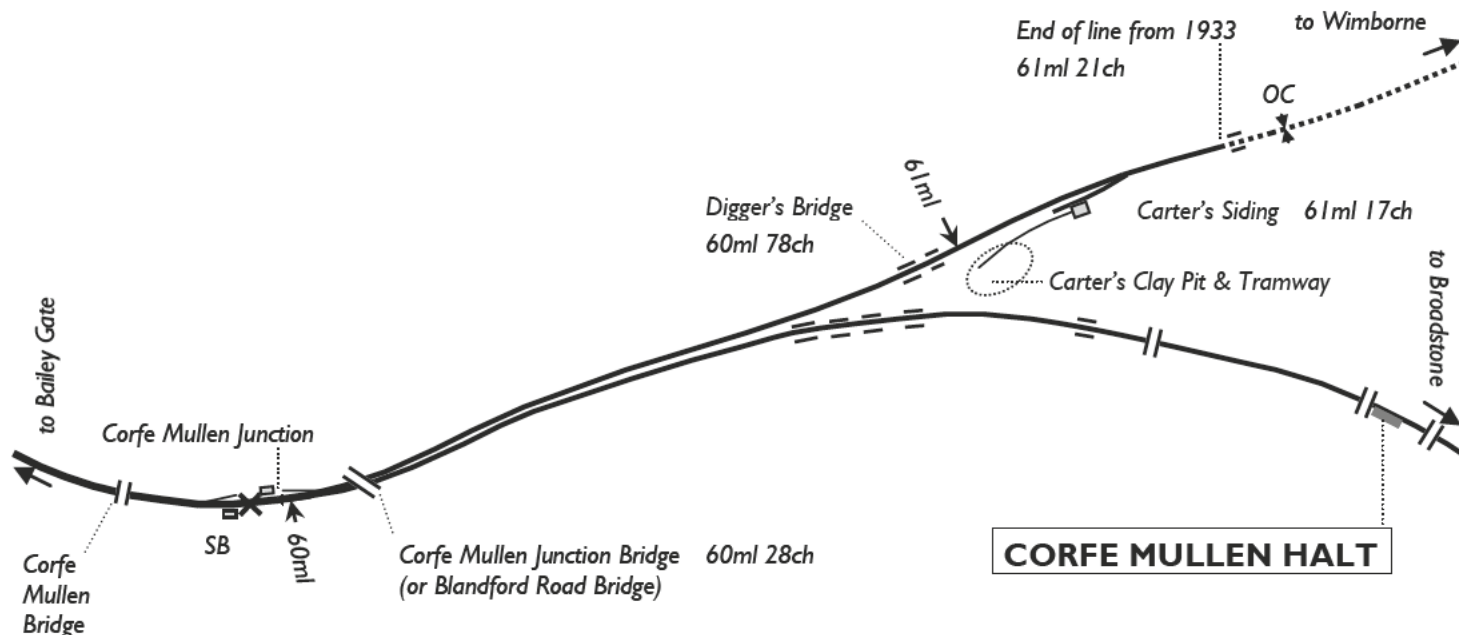 to Wimborne
End of line from 1933
61ml 21ch
OC
61ml
Digger's Bridge
60ml 78ch
Carter's Siding 61ml 17ch
Carter's Clay Pit & Tramway
to Broadstone
to Bailey Gate
Corfe Mullen Junction
SB
60ml
Corfe Mullen Junction Bridge 60ml 28ch
(or Blandford Road Bridge)
Corfe
Mullen
Bridge
CORFE MULLEN HALT